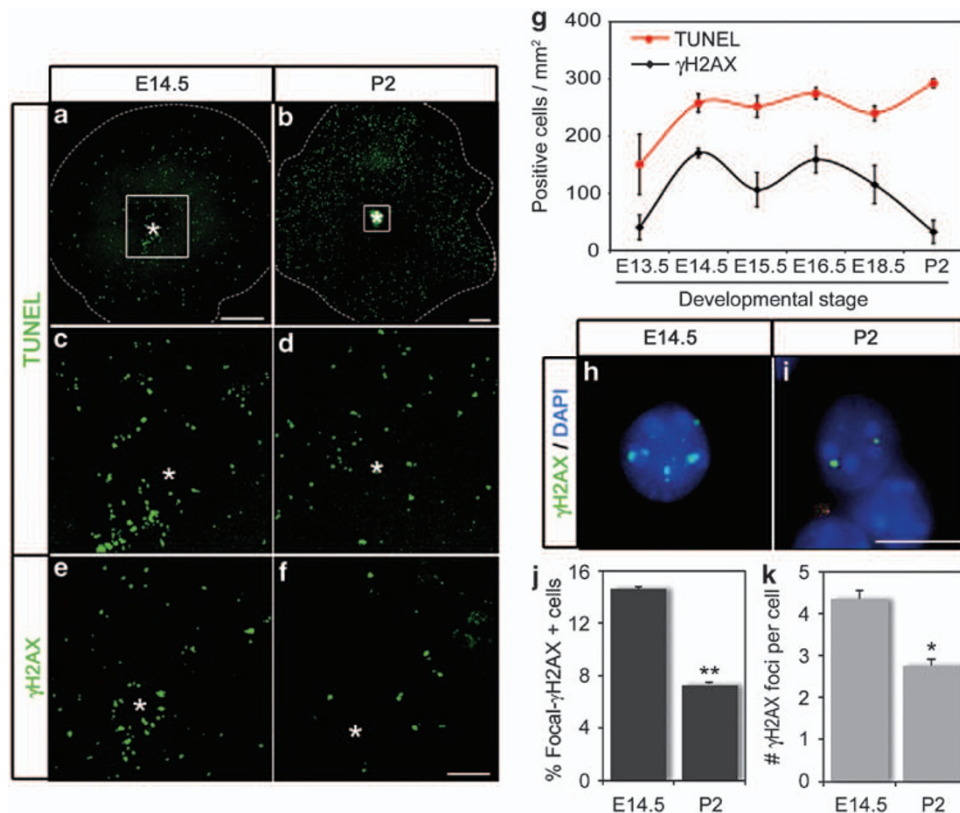 E14.5
P2
TUNEL
γH2AX
a
b
*
*
c
d
*
*
e
f
*
*
g
Positive cells / mm²
400
300
200
100
0
TUNEL
γH2AX
E13.5 E14.5 E15.5 E16.5 E18.5 P2
Developmental stage
E14.5
P2
γH2AX / DAPI
h
i
j
% Focal-γH2AX + cells
16
12
8
4
0
**
E14.5 P2
k
# γH2AX foci per cell
5
4
3
2
1
0
*
E14.5 P2